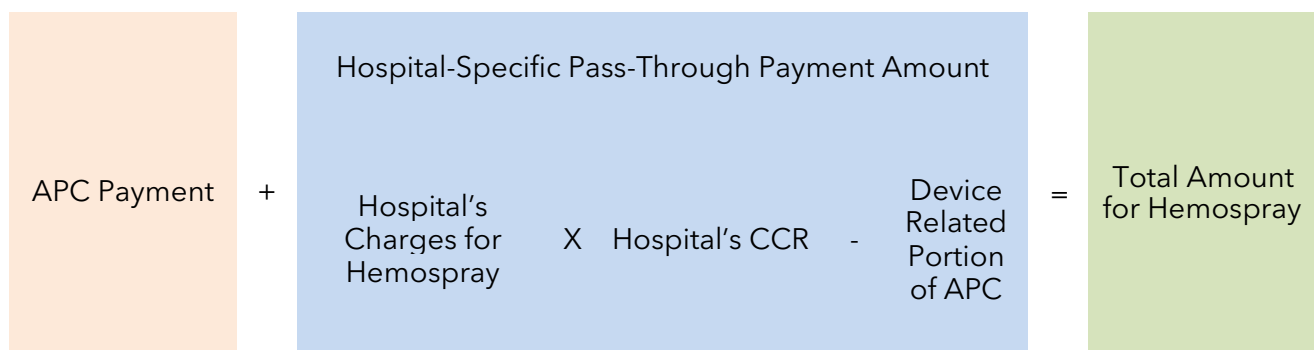 Hospital-Specific Pass-Through Payment Amount
APC Payment
+
Hospital's
Charges for
Hemospray
X
Hospital's CCR
-
Device
Related
Portion
of APC
=
Total Amount
for Hemospray